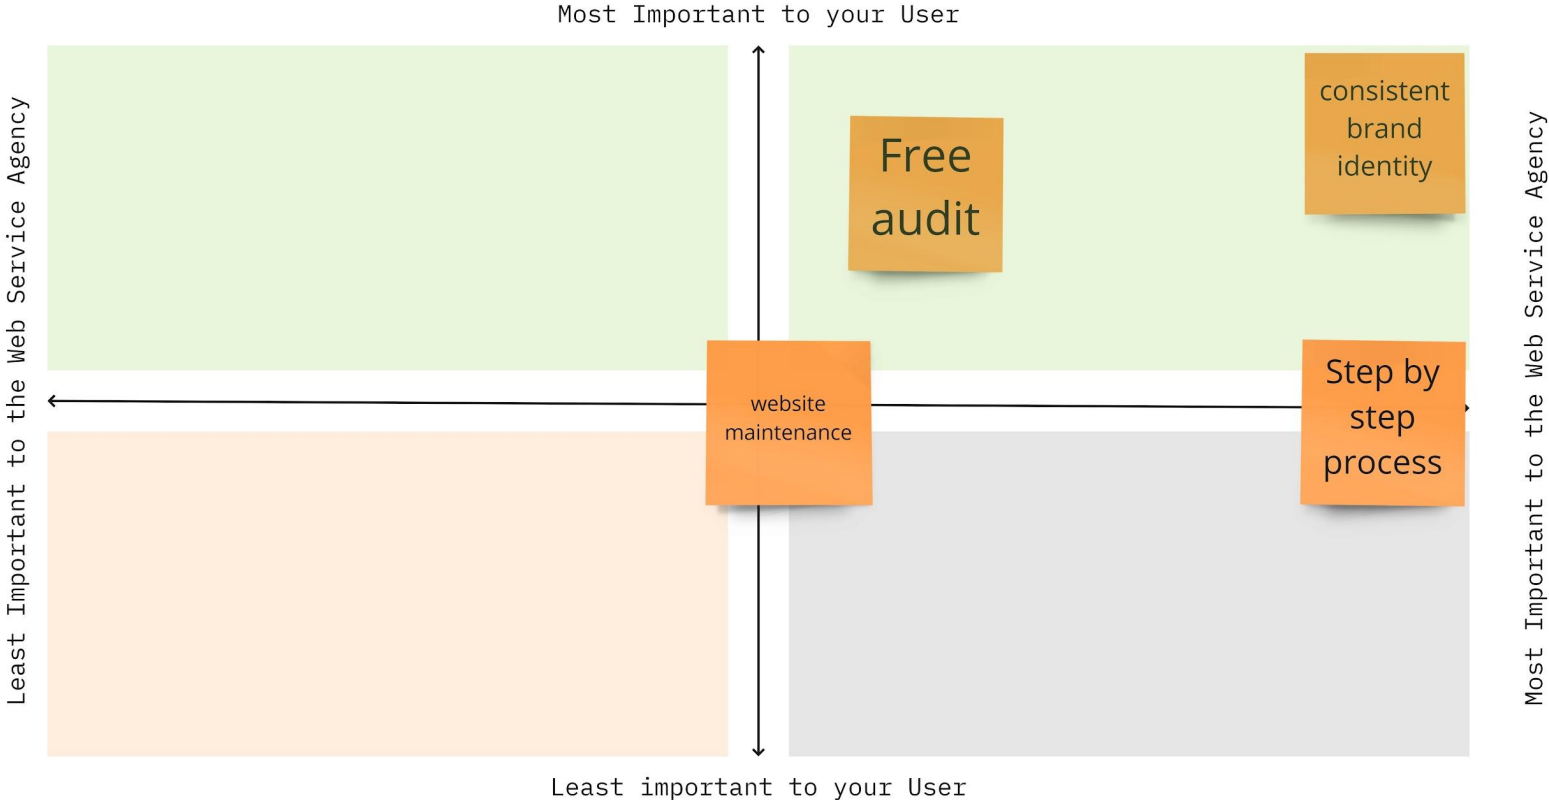 Most Important to your User
Least Important to the Web Service Agency
Free
audit
consistent
brand
identity
Most Important to the Web Service Agency
website
maintenance
Step by
step
process
Least important to your User